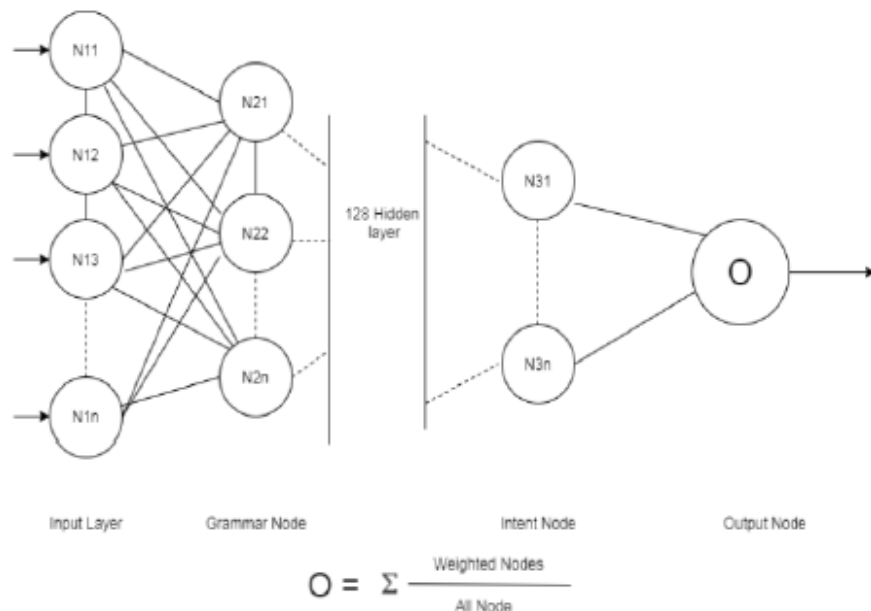 N11
N12
N13
N1n
N21
N22
N2n
128 Hidden
layer
N31
N3n
O
Input Layer
Grammar Node
Intent Node
Output Node
O = Σ Weighted Nodes
All Node